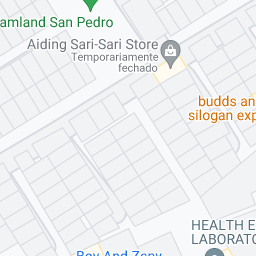 amland San Pedro
Aiding Sari-Sari Store
Temporariamente
fechado
budds an
silogan exp
HEALTH E
LABORATO
Boy And Zeny